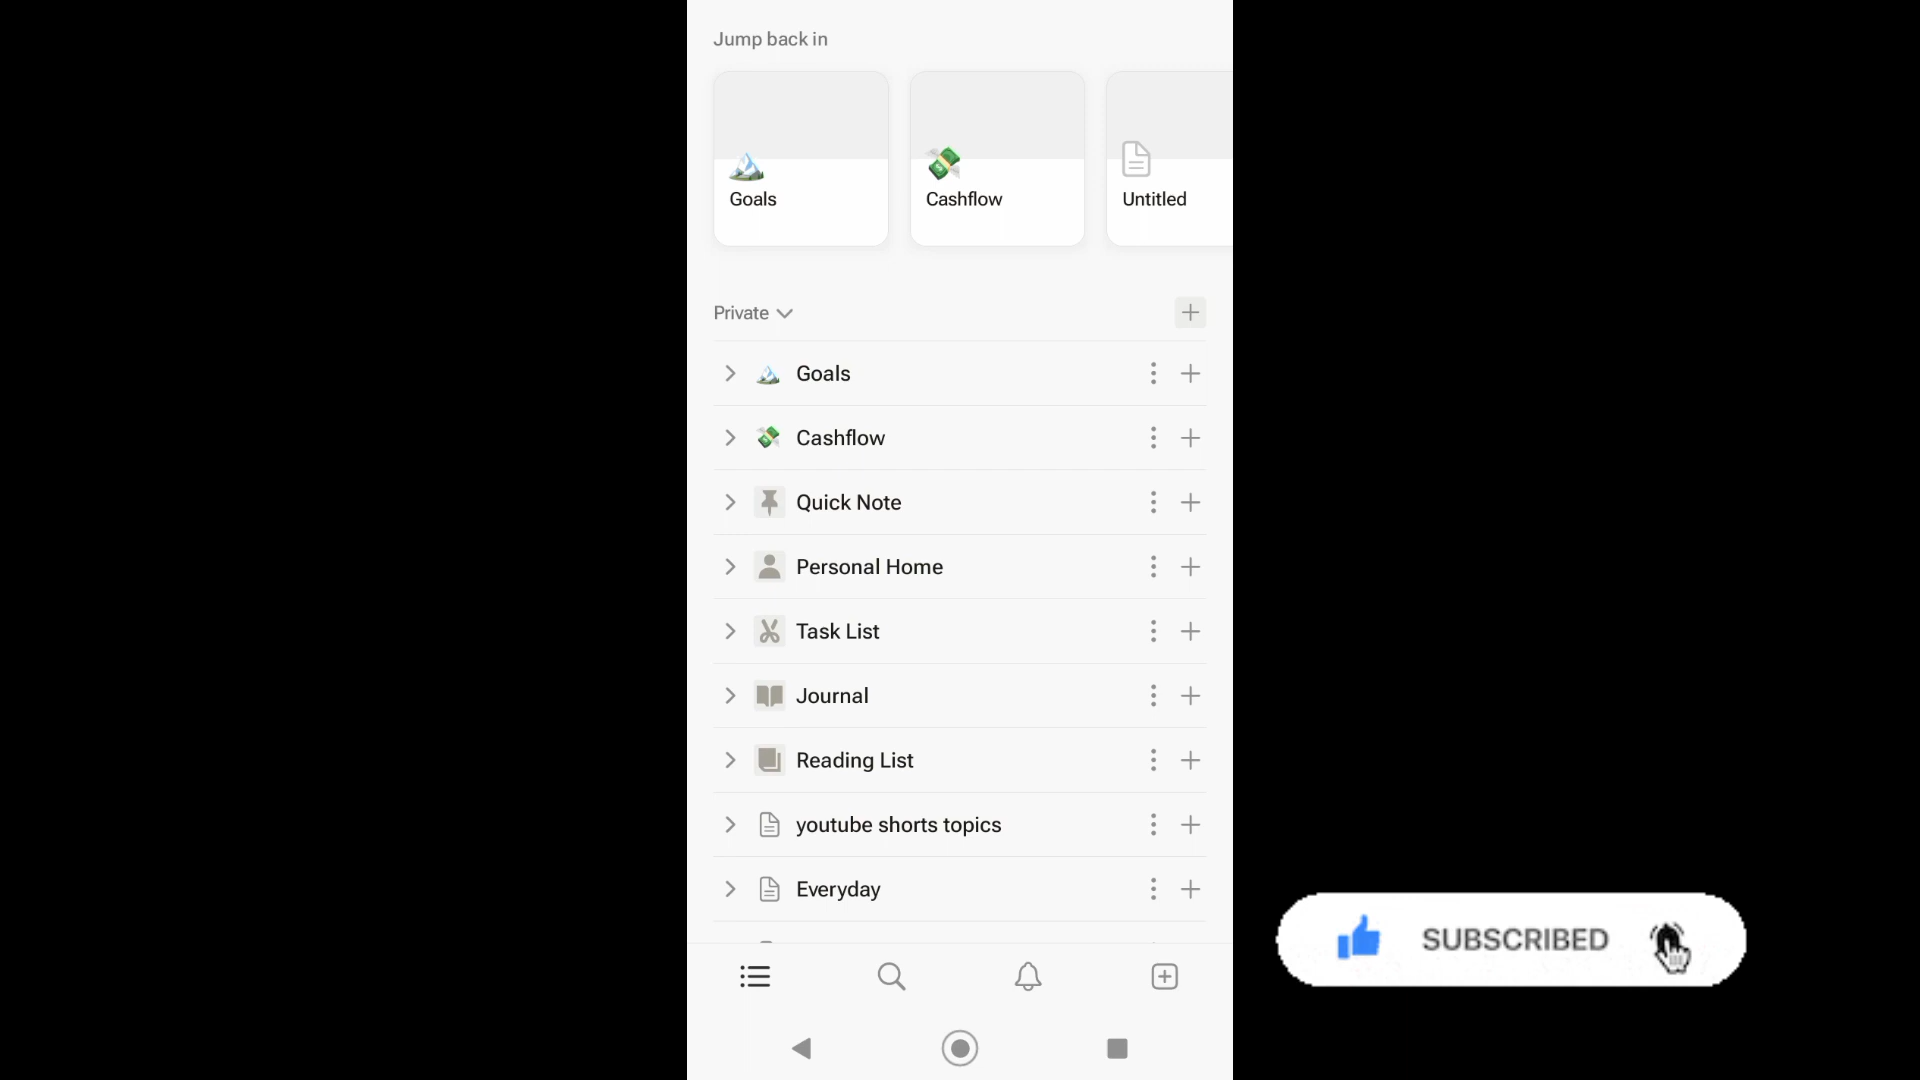 Jump back in
Goals
Cashflow
Untitled
Private
Goals
Cashflow
Quick Note
Personal Home
Task List
Journal
Reading List
youtube shorts topics
Everyday
SUBSCRIBED